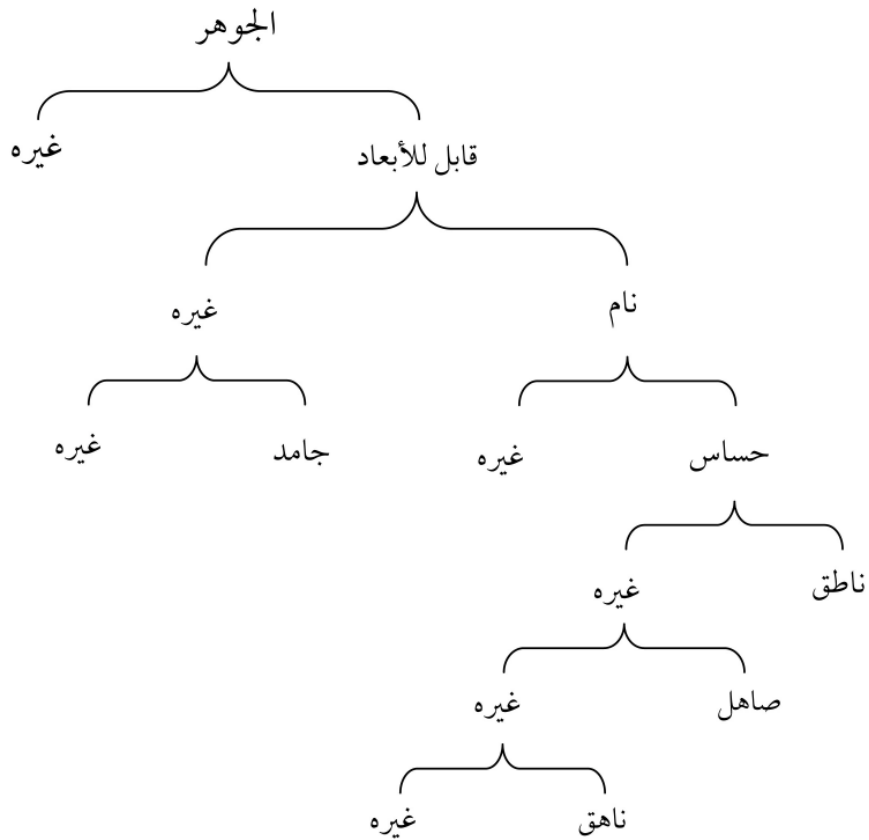 الجوهر
قابل للأبعاد غيره
نام غيره
حساس غيره جامد غيره
ناطق غيره
صاهل غيره
ناهق غيره